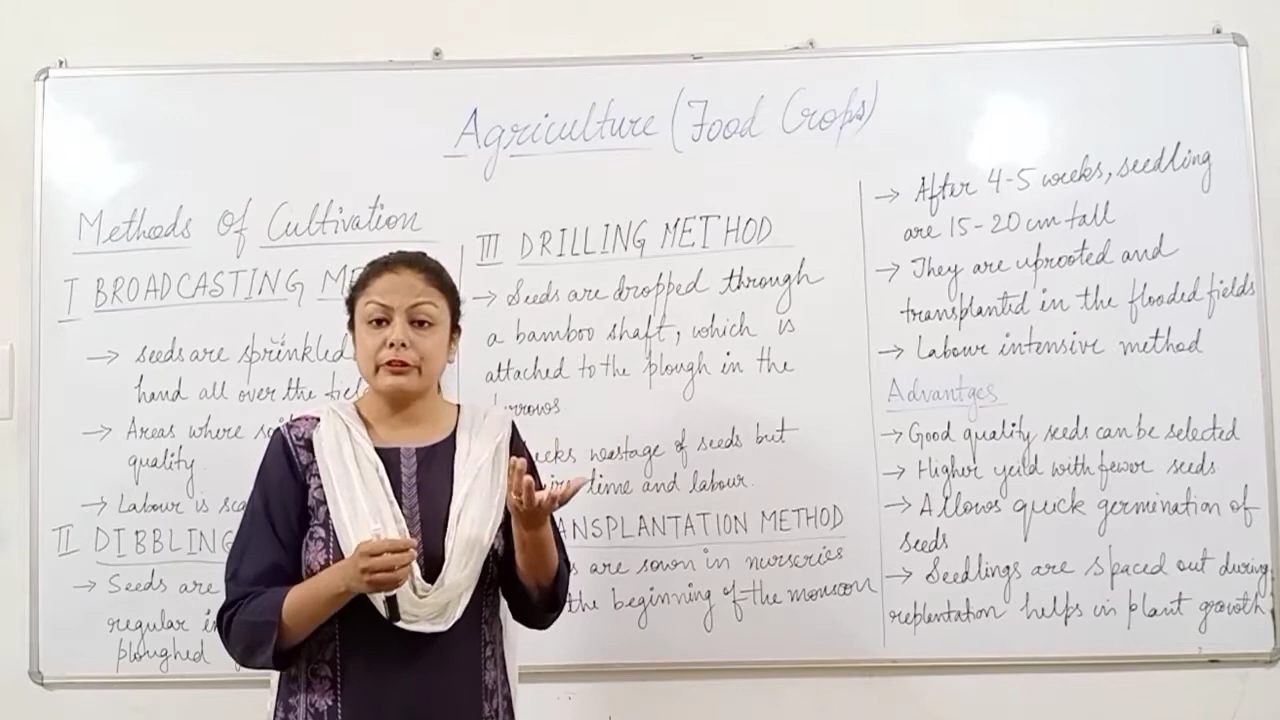 Agriculture (Food Crops)
Methods of Cultivation
I BROADCASTING
→ seeds are sprinkled
hand all over the
→ Areas where
quality
→ Labour is
II DIBBLING
→ Seeds are
regular
ploughed
III DRILLING METHOD
→ Seeds are dropped through
a bamboo shaft, which is
attached to the plough in the
wastage of seeds but
time and labour.
METHOD
are sown in nurseries
the beginning of the monsoon
→ After 4-5 weeks, seedling
are 15-20 cm tall
→ They are uprooted and
transplanted in the flooded fields
→ Labour intensive method
Advantges
→ Good quality seeds can be selected
→ Higher yeild with fewer seeds
→ Allows quick germination of
seeds
→ Seedlings are spaced out during
replentation helps in plant growth